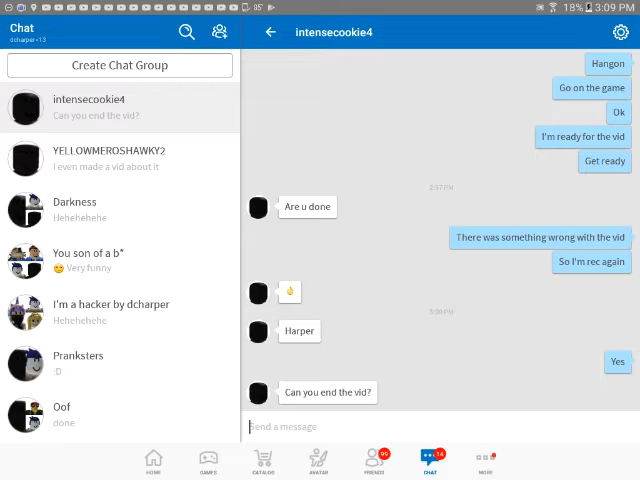 18% 3:09 PM
85°
Chat
dcharper<13
intensecookie4
Create Chat Group
intensecookie4
Can you end the vid?
YELLOWMEROSHAWKY2
I even made a vid about it
Darkness
Hehehehehe
You son of a b*
😊 Very funny
I'm a hacker by dcharper
Hehehehehe
Pranksters
:D
Oof
done
Hangon
Go on the game
Ok
I'm ready for the vid
Get ready
2:57 PM
Are u done
There was something wrong with the vid
So I'm rec again
👌
3:09 PM
Harper
Yes
Can you end the vid?
Send a message
HOME
GAMES
CATALOG
AVATAR
99
FRIENDS
14
CHAT
MORE